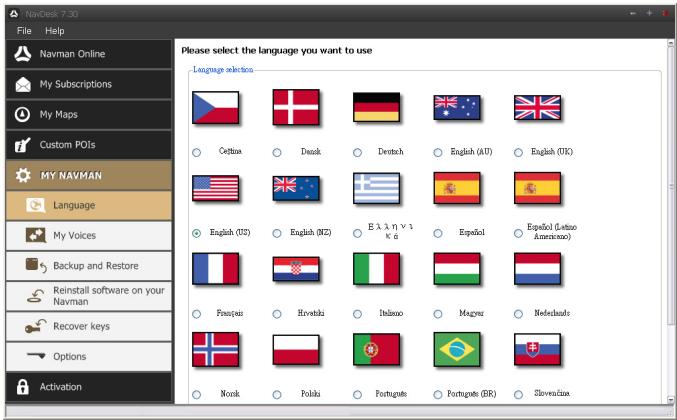 NavDesk 7.30
File Help
Navman Online
My Subscriptions
My Maps
Custom POIs
MY NAVMAN
Language
My Voices
Backup and Restore
Reinstall software on your
Navman
Recover keys
Options
Activation
Please select the language you want to use
Language selection
Čeština Dansk Deutsch English (AU) English (UK)
English (US) English (NZ) Ελληνι
κά Español Español (Latino
Americano)
Français Hrvatski Italiano Magyar Nederlands
Norsk Polski Português Português (BR) Slovenčina